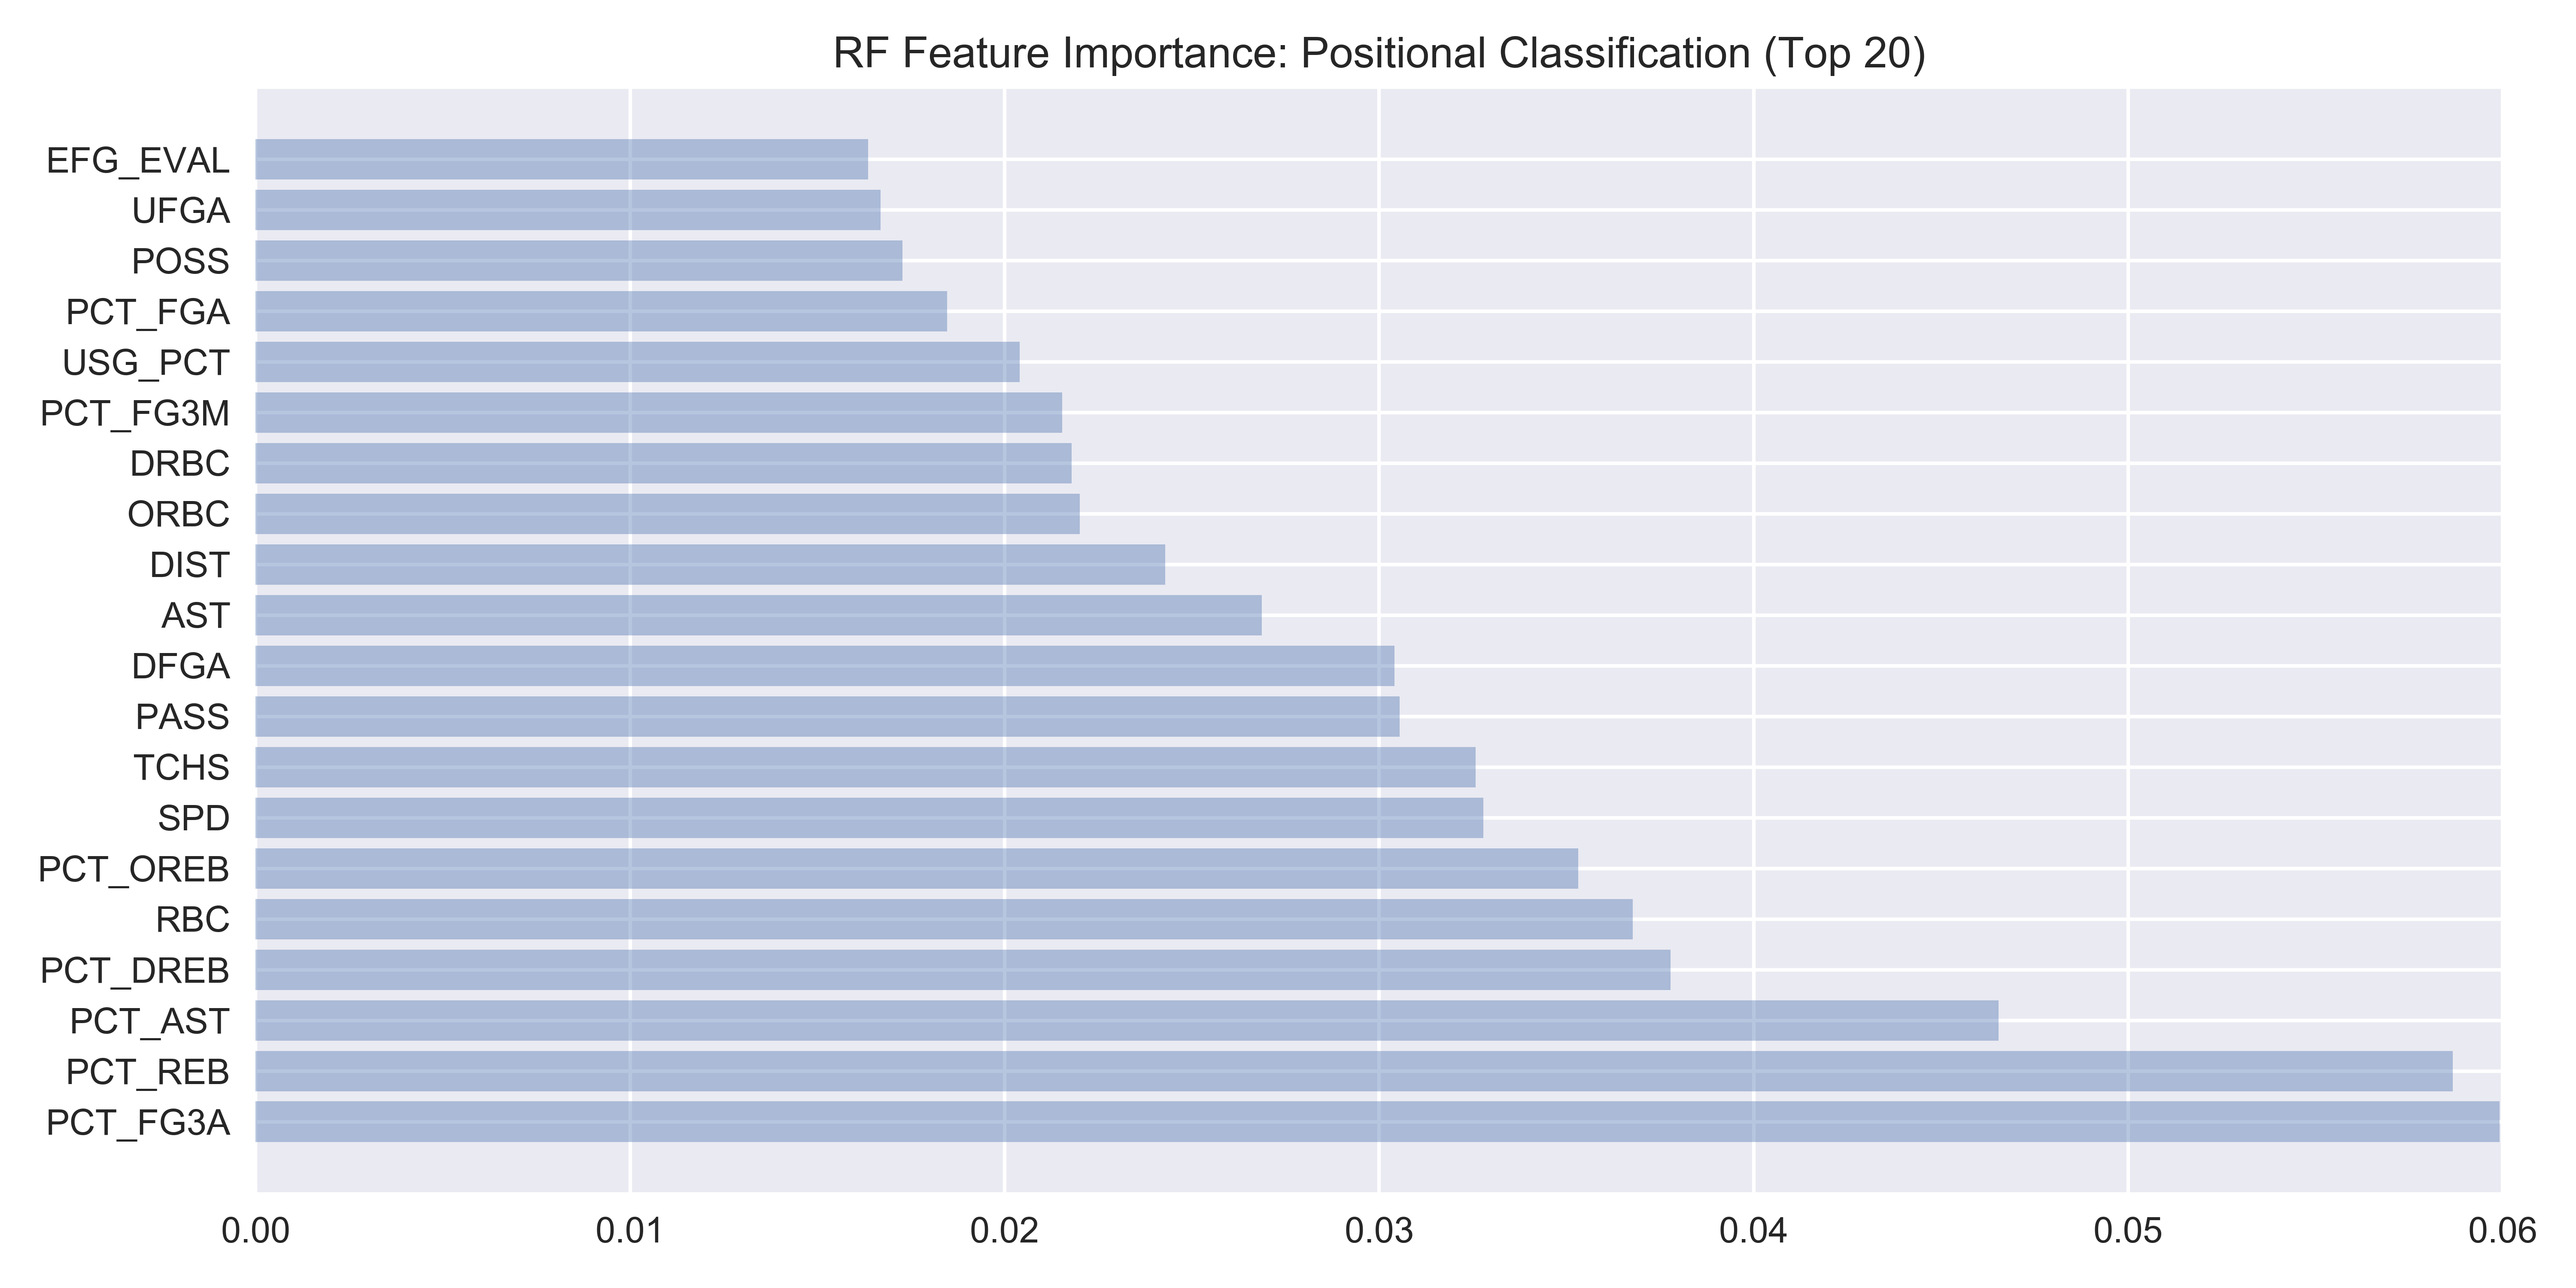 RF Feature Importance: Positional Classification (Top 20)
EFG_EVAL
UFGA
POSS
PCT_FGA
USG_PCT
PCT_FG3M
DRBC
ORBC
DIST
AST
DFGA
PASS
TCHS
SPD
PCT_OREB
RBC
PCT_DREB
PCT_AST
PCT_REB
PCT_FG3A
0.00 0.01 0.02 0.03 0.04 0.05 0.06